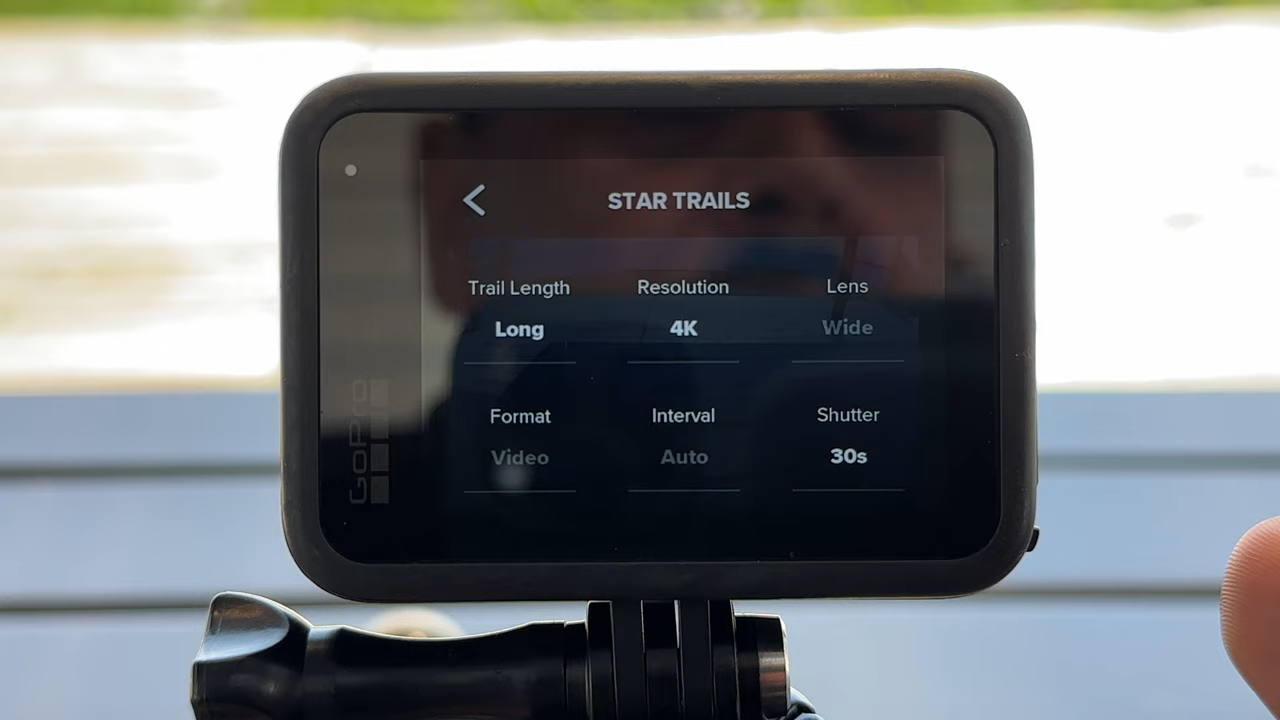 STAR TRAILS
Trail Length Resolution Lens
Long 4K Wide
Format Interval Shutter
Video Auto 30s
GoPro